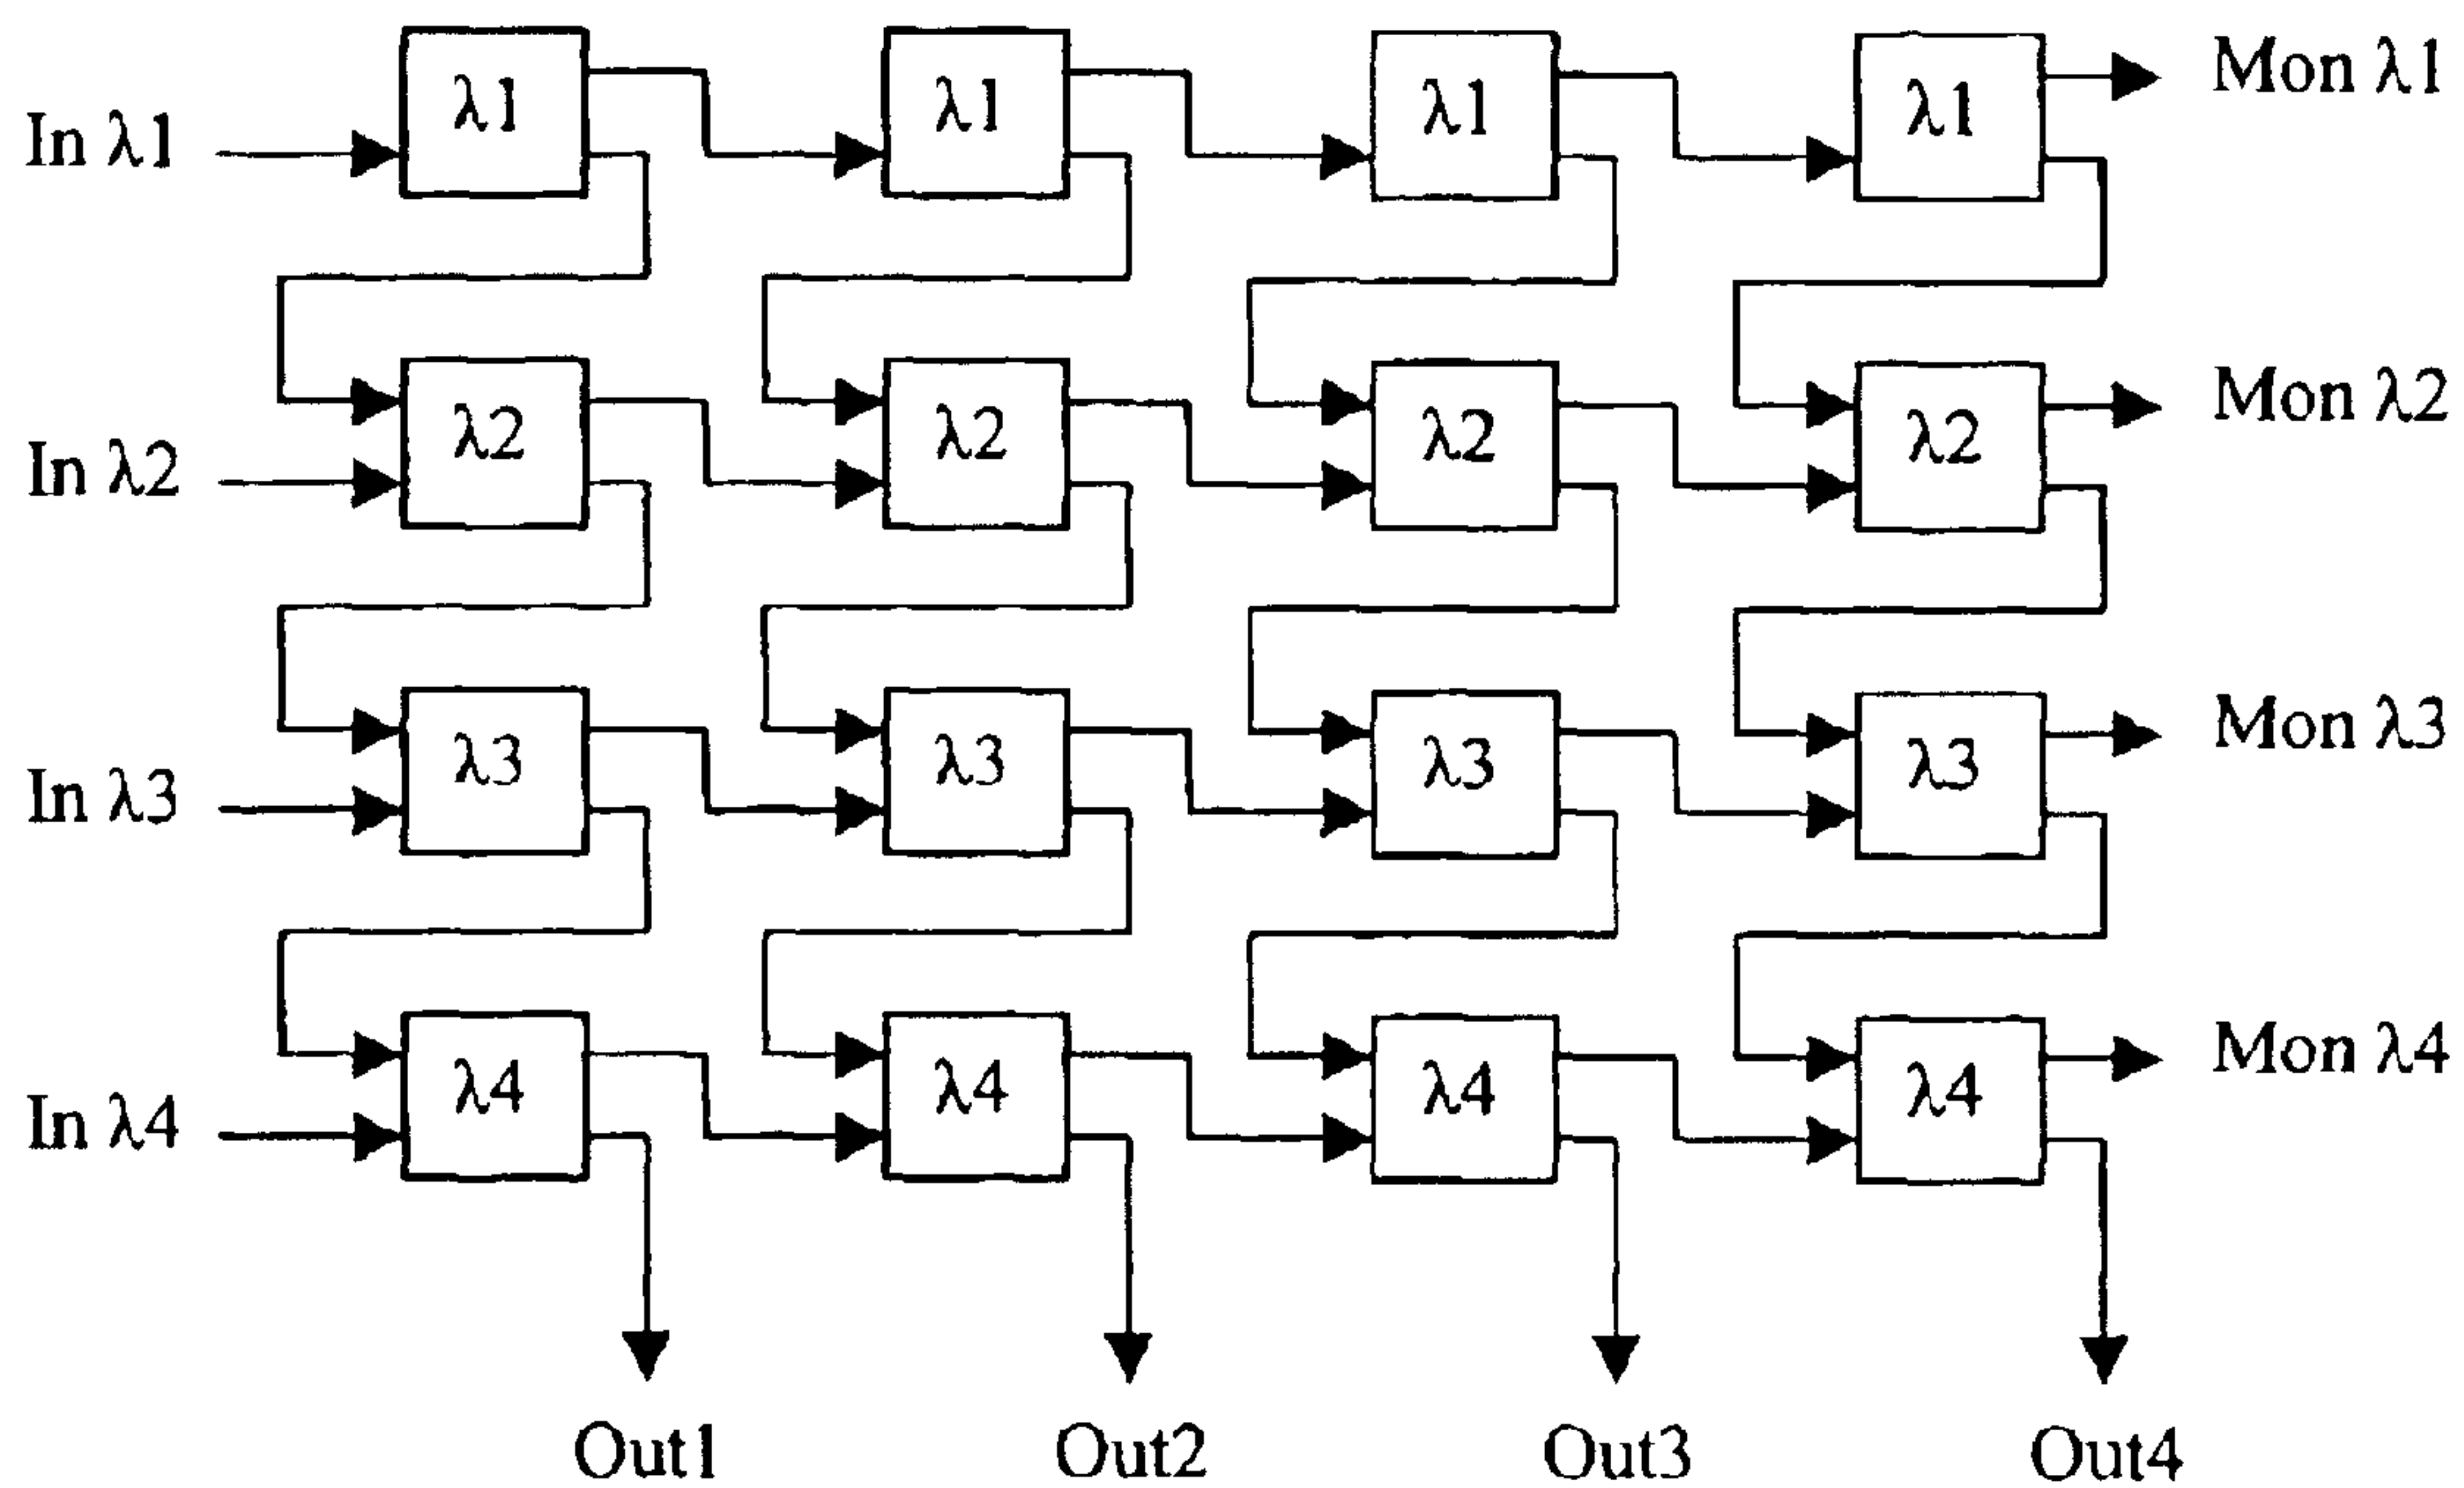 In λ1 λ1 λ1 λ1 λ1 Mon λ1
In λ2 λ2 λ2 λ2 λ2 Mon λ2
In λ3 λ3 λ3 λ3 λ3 Mon λ3
In λ4 λ4 λ4 λ4 λ4 Mon λ4
Out1 Out2 Out3 Out4